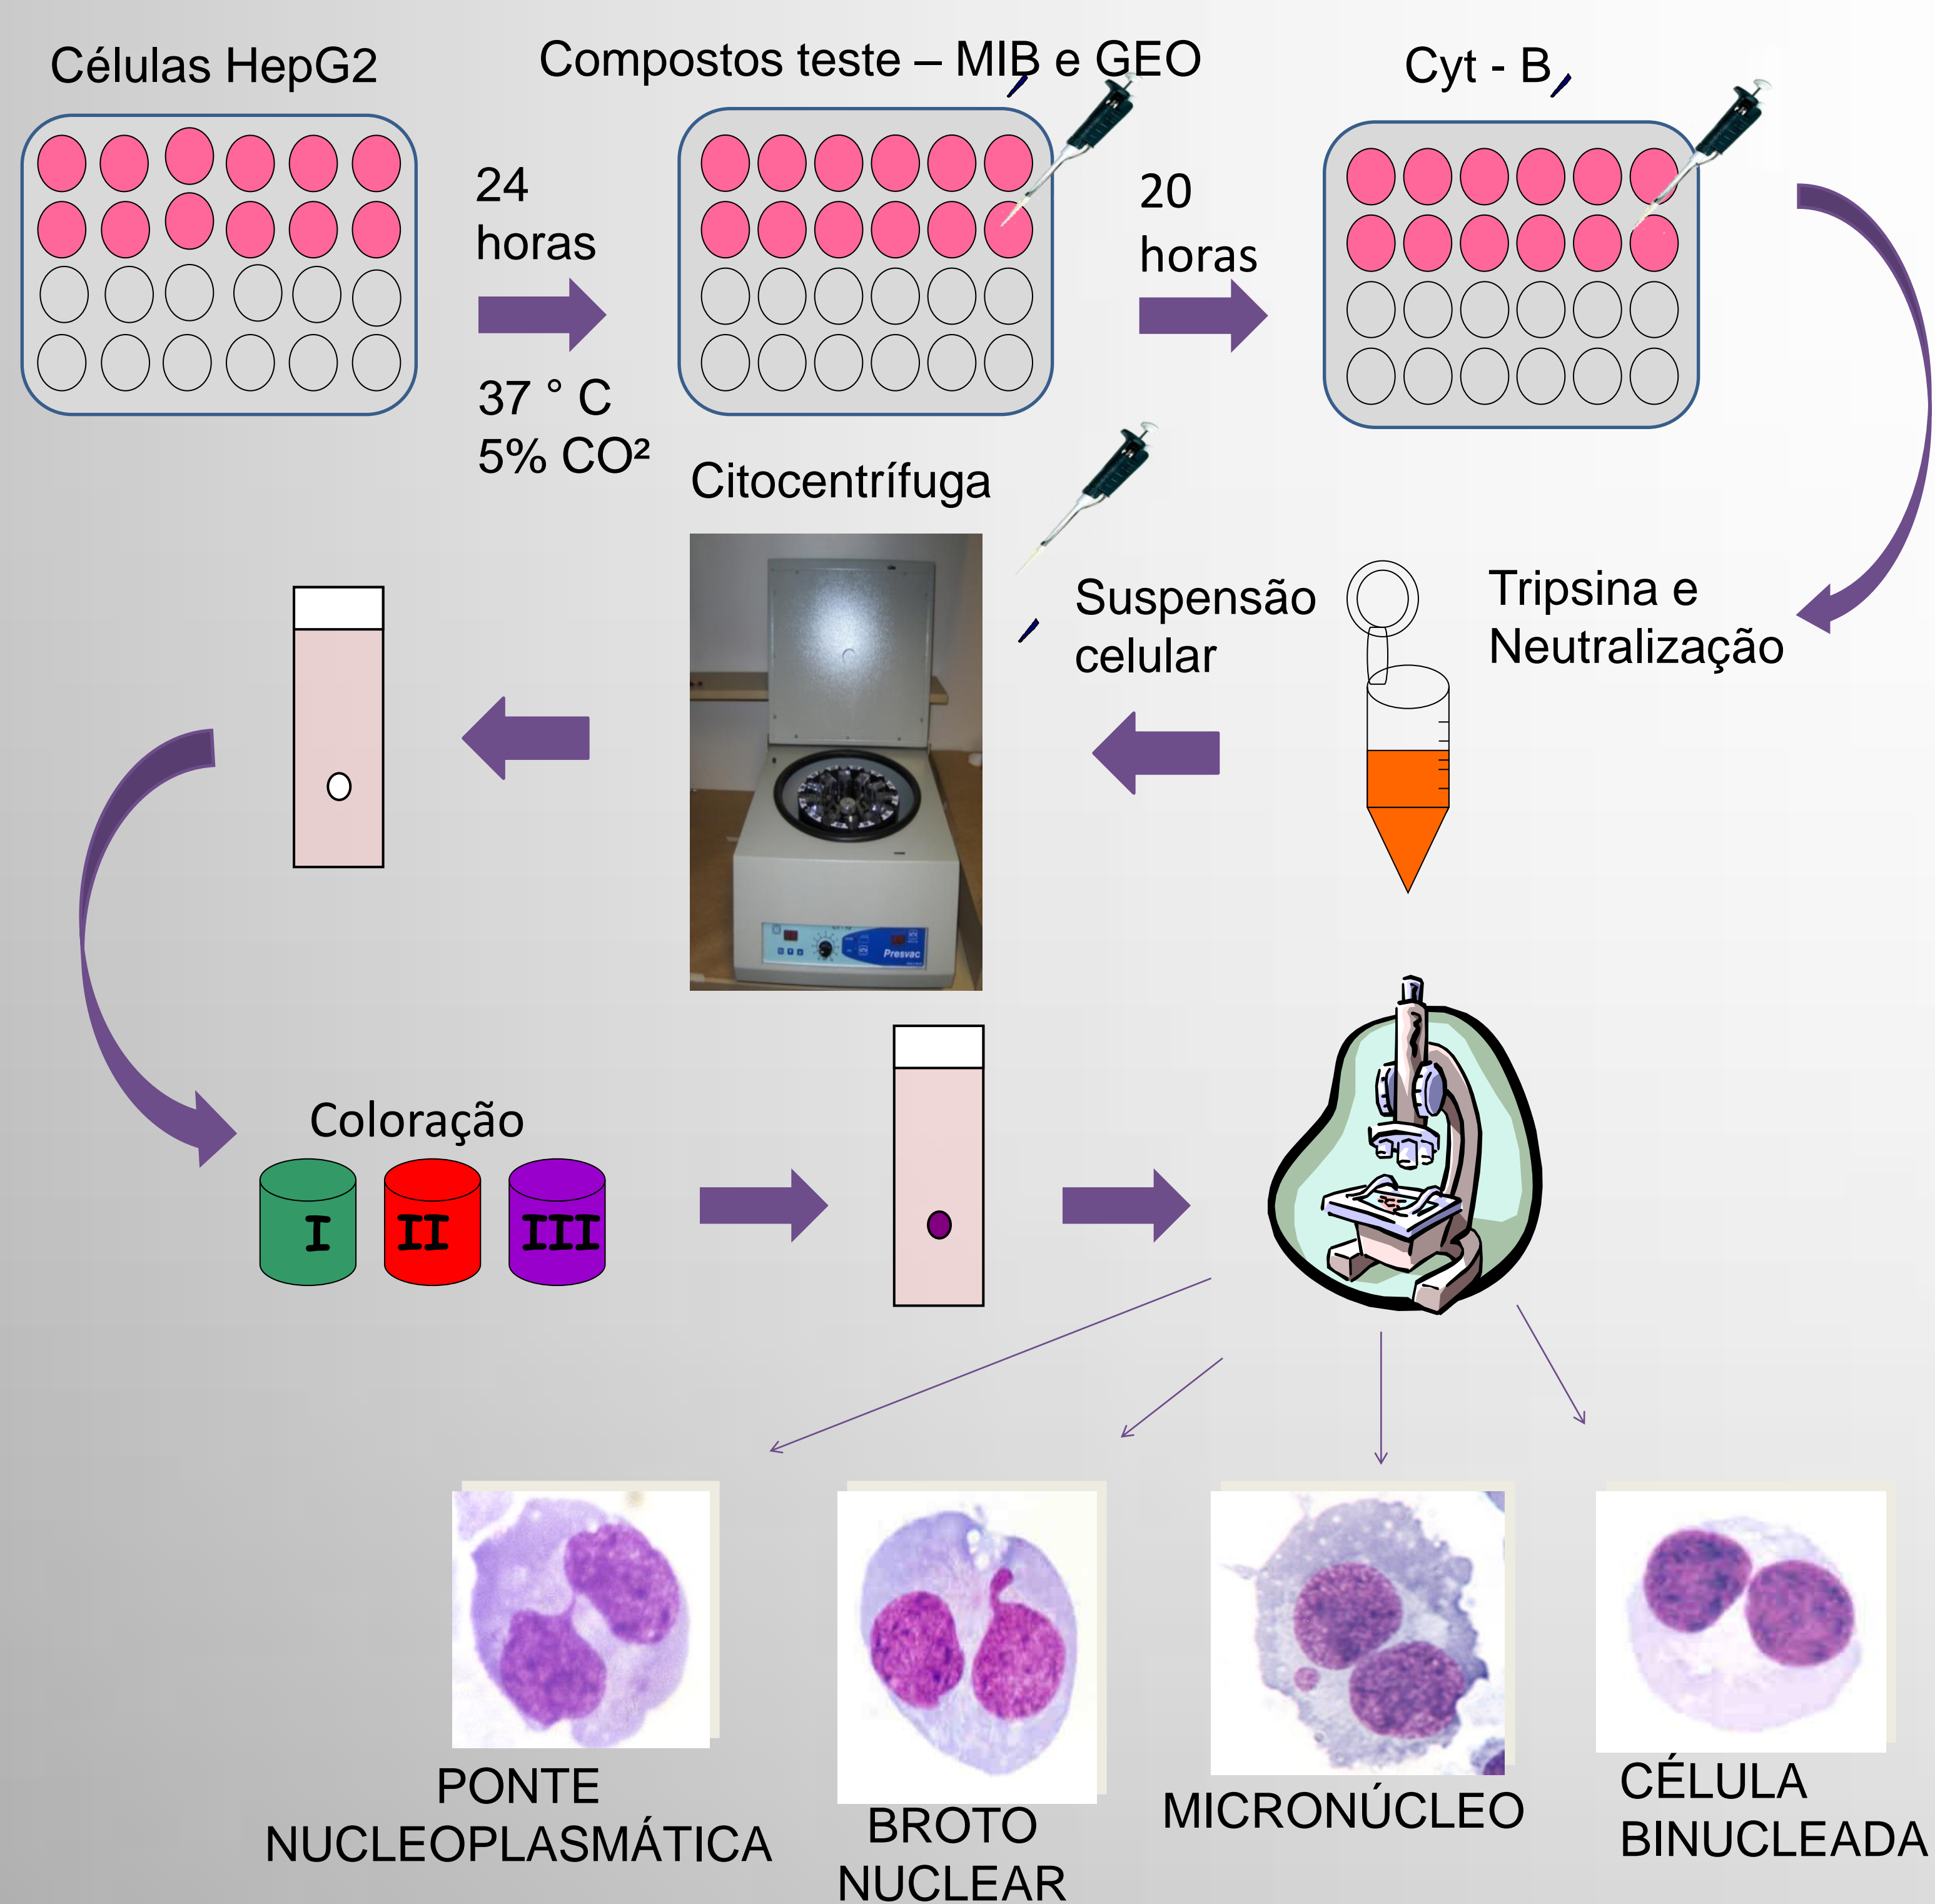 Células HepG2
Compostos teste – MIB e GEO
Cyt - B
24
horas
37 ° C
5% CO²
20
horas
Citocentrífuga
Suspensão
celular
Tripsina e
Neutralização
Presvac
Coloração
I
II
III
PONTE
NUCLEOPLASMÁTICA
BROTO
NUCLEAR
MICRONÚCLEO
CÉLULA
BINUCLEADA